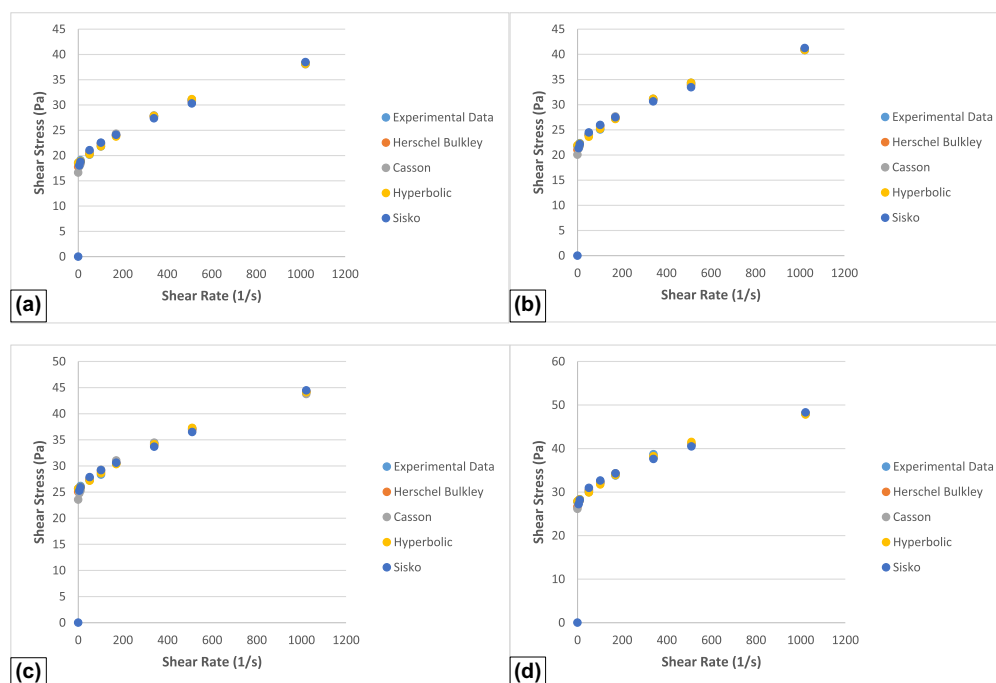 45
40
35
30
25
20
15
10
5
0
Shear Stress (Pa)
0 200 400 600 800 1000 1200
Shear Rate (1/s)
Experimental Data
Herschel Bulkley
Casson
Hyperbolic
Sisko
(a)
45
40
35
30
25
20
15
10
5
0
Shear Stress (Pa)
0 200 400 600 800 1000 1200
Shear Rate (1/s)
Experimental Data
Herschel Bulkley
Casson
Hyperbolic
Sisko
(b)
50
45
40
35
30
25
20
15
10
5
0
Shear Stress (Pa)
0 200 400 600 800 1000 1200
Shear Rate (1/s)
Experimental Data
Herschel Bulkley
Casson
Hyperbolic
Sisko
(c)
60
50
40
30
20
10
0
Shear Stress (Pa)
0 200 400 600 800 1000 1200
Shear Rate (1/s)
Experimental Data
Herschel Bulkley
Casson
Hyperbolic
Sisko
(d)